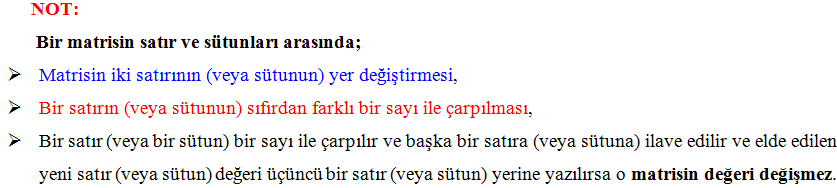 NOT:
Bir matrisin satır ve sütunları arasında;
➢ Matrisin iki satırının (veya sütunun) yer değiştirmesi,
➢ Bir satırın (veya sütunun) sıfırdan farklı bir sayı ile çarpılması,
➢ Bir satır (veya bir sütun) bir sayı ile çarpılır ve başka bir satıra (veya sütuna) ilave edilir ve elde edilen
yeni satır (veya sütun) değeri üçüncü bir satır (veya sütun) yerine yazılırsa o matrisin değeri değişmez.